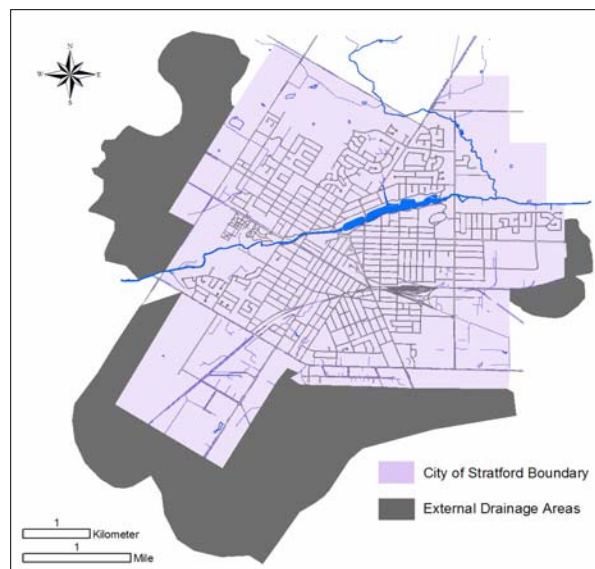 N
W E
S
City of Stratford Boundary
External Drainage Areas
1
Kilometer
1
Mile